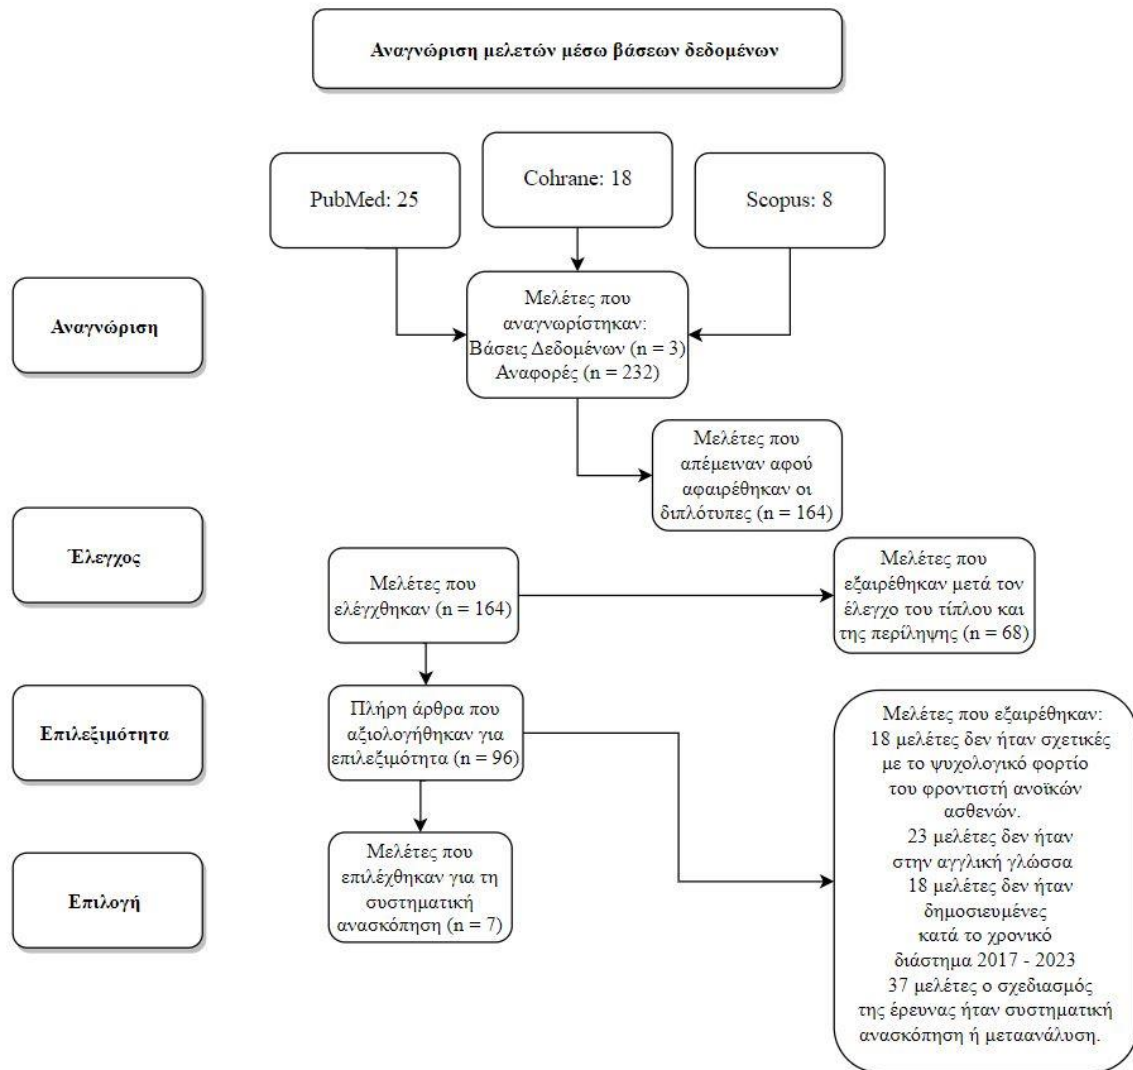 Αναγνώριση μελετών μέσω βάσεων δεδομένων
PubMed: 25
Cohrane: 18
Scopus: 8
Αναγνώριση
Μελέτες που
αναγνωρίστηκαν:
Βάσεις Δεδομένων (n = 3)
Αναφορές (n = 232)
Μελέτες που
απέμειναν αφού
αφαιρέθηκαν οι
διπλότυπες (n = 164)
Έλεγχος
Μελέτες που
ελέγχθηκαν (n = 164)
Μελέτες που
εξαιρέθηκαν μετά τον
έλεγχο του τίτλου και
της περίληψης (n = 68)
Επιλεξιμότητα
Πλήρη άρθρα που
αξιολογήθηκαν για
επιλεξιμότητα (n = 96)
Μελέτες που εξαιρέθηκαν:
18 μελέτες δεν ήταν σχετικές
με το ψυχολογικό φορτίο
του φροντιστή ανοϊκών
ασθενών.
23 μελέτες δεν ήταν
στην αγγλική γλώσσα
18 μελέτες δεν ήταν
δημοσιευμένες
κατά το χρονικό
διάστημα 2017 - 2023
37 μελέτες ο σχεδιασμός
της έρευνας ήταν συστηματική
ανασκόπηση ή μεταανάλυση.
Επιλογή
Μελέτες που
επιλέχθηκαν για τη
συστηματική
ανασκόπηση (n = 7)